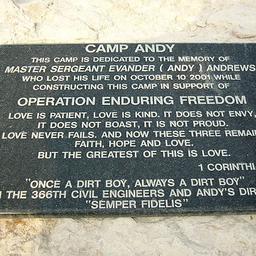 CAMP ANDY
THIS CAMP IS DEDICATED TO THE MEMORY OF
MASTER SERGEANT EVANDER ( ANDY ) ANDREWS
WHO LOST HIS LIFE ON OCTOBER 10 2001 WHILE
CONSTRUCTING THIS CAMP IN SUPPORT OF
OPERATION ENDURING FREEDOM
LOVE IS PATIENT, LOVE IS KIND. IT DOES NOT ENVY,
IT DOES NOT BOAST, IT IS NOT PROUD.
LOVE NEVER FAILS. AND NOW THESE THREE REMAIN
FAITH, HOPE AND LOVE.
BUT THE GREATEST OF THIS IS LOVE.
1 CORINTHI
"ONCE A DIRT BOY, ALWAYS A DIRT BOY"
THE 366TH CIVIL ENGINEERS AND ANDY'S DIR
"SEMPER FIDELIS"